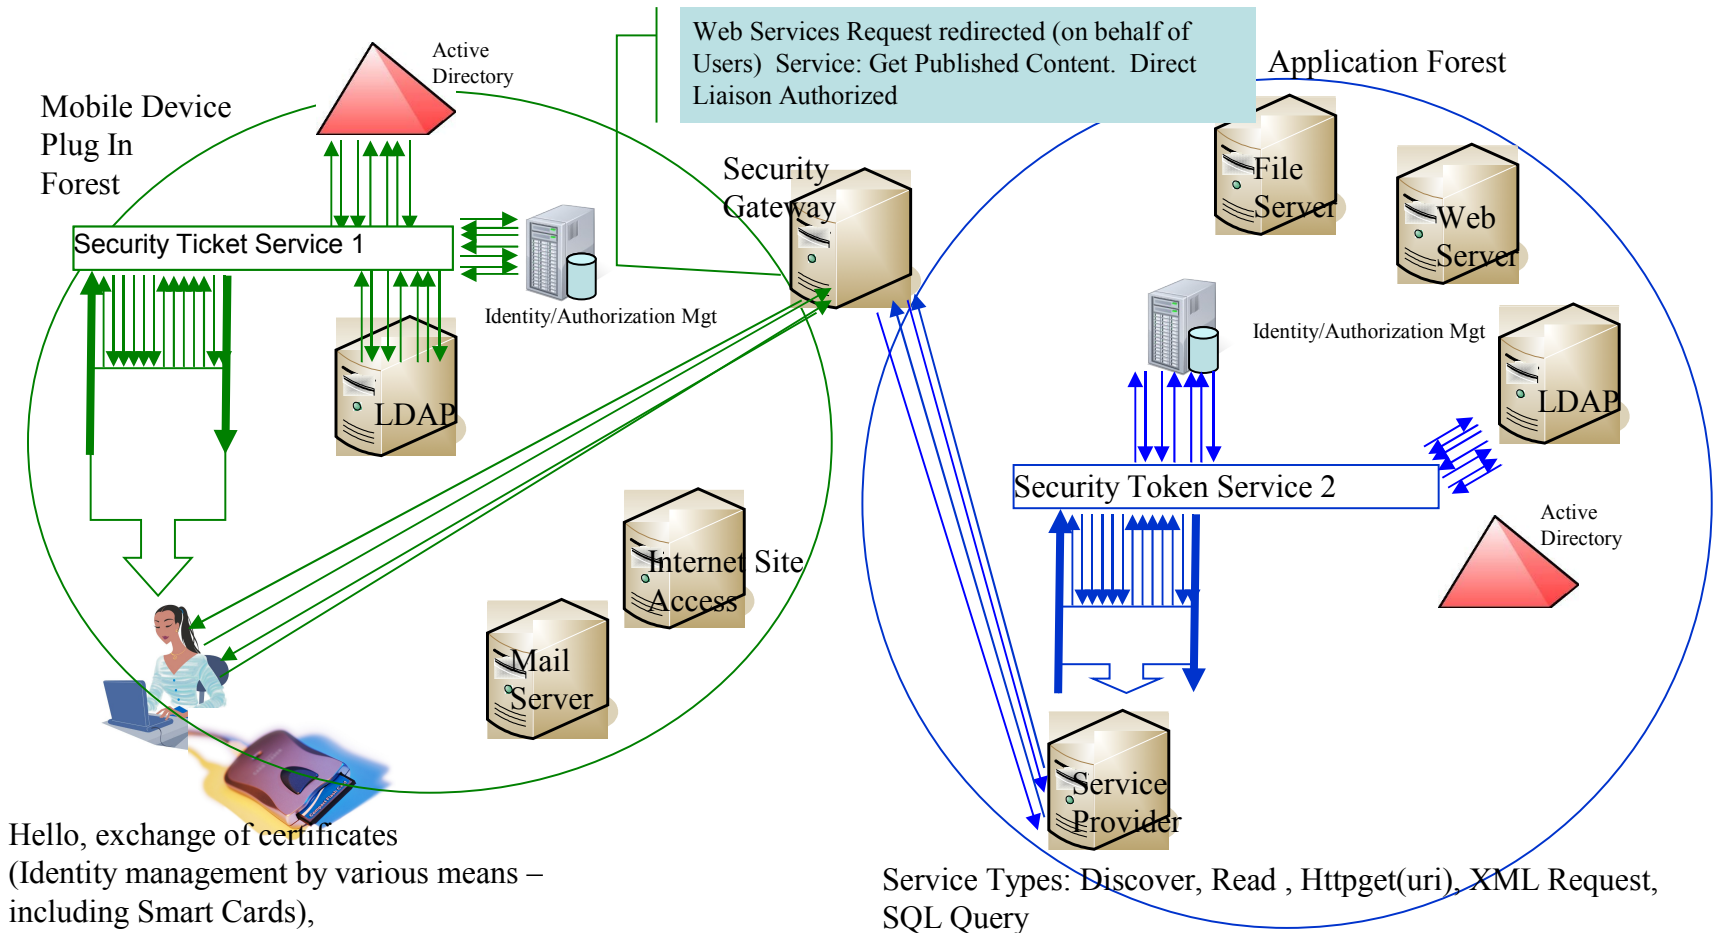 Web Services Request redirected (on behalf of
Users)  Service: Get Published Content.  Direct
Liaison Authorized
Active
Directory
Application Forest
Mobile Device
Plug In
Forest
Security
Gateway
File
Server
Web
Server
Security Ticket Service 1
Identity/Authorization Mgt
Identity/Authorization Mgt
LDAP
LDAP
Security Token Service 2
Active
Directory
Internet Site
Access
Mail
Server
Service
Provider
Hello, exchange of certificates
(Identity management by various means –
including Smart Cards),
Service Types: Discover, Read , Httpget(uri), XML Request,
SQL Query